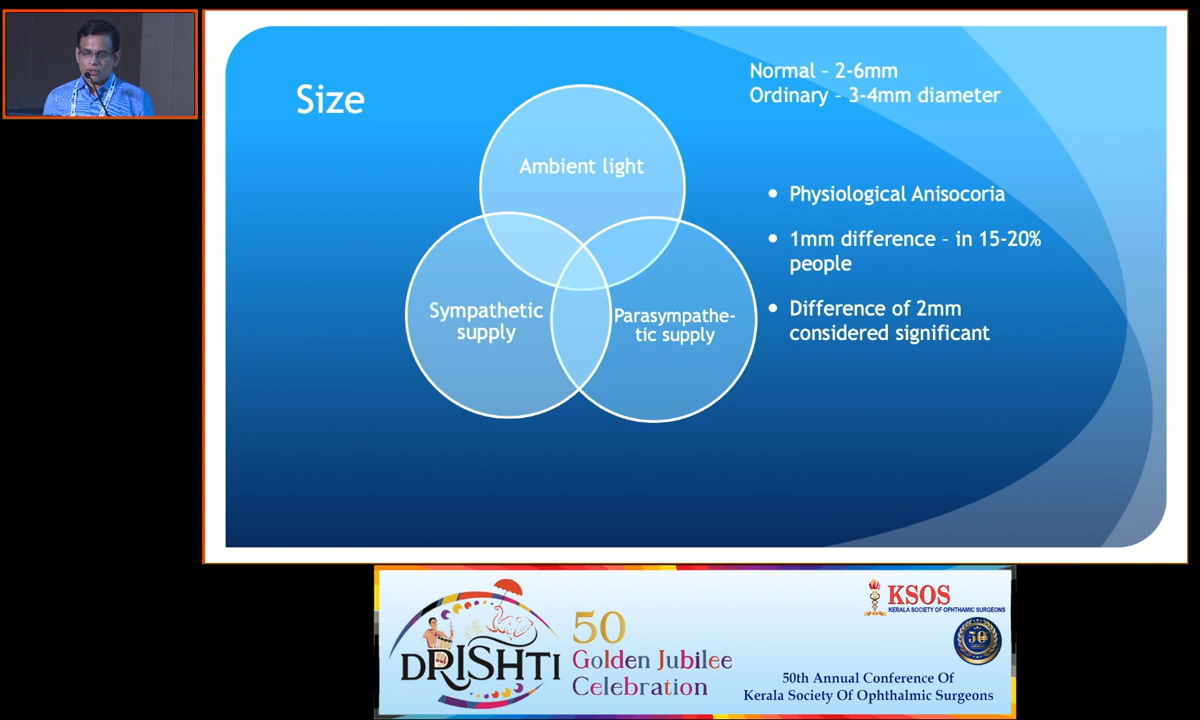 Size
Normal - 2-6mm
Ordinary - 3-4mm diameter
Ambient light
Sympathetic
supply
Parasympathe-
tic supply
• Physiological Anisocoria
• 1mm difference - in 15-20%
people
• Difference of 2mm
considered significant
DRISHTI
50
Golden Jubilee
Celebration
KSOS
KERALA SOCIETY OF OPHTHAMIC SURGEONS
50
50th Annual Conference Of
Kerala Society Of Ophthalmic Surgeons